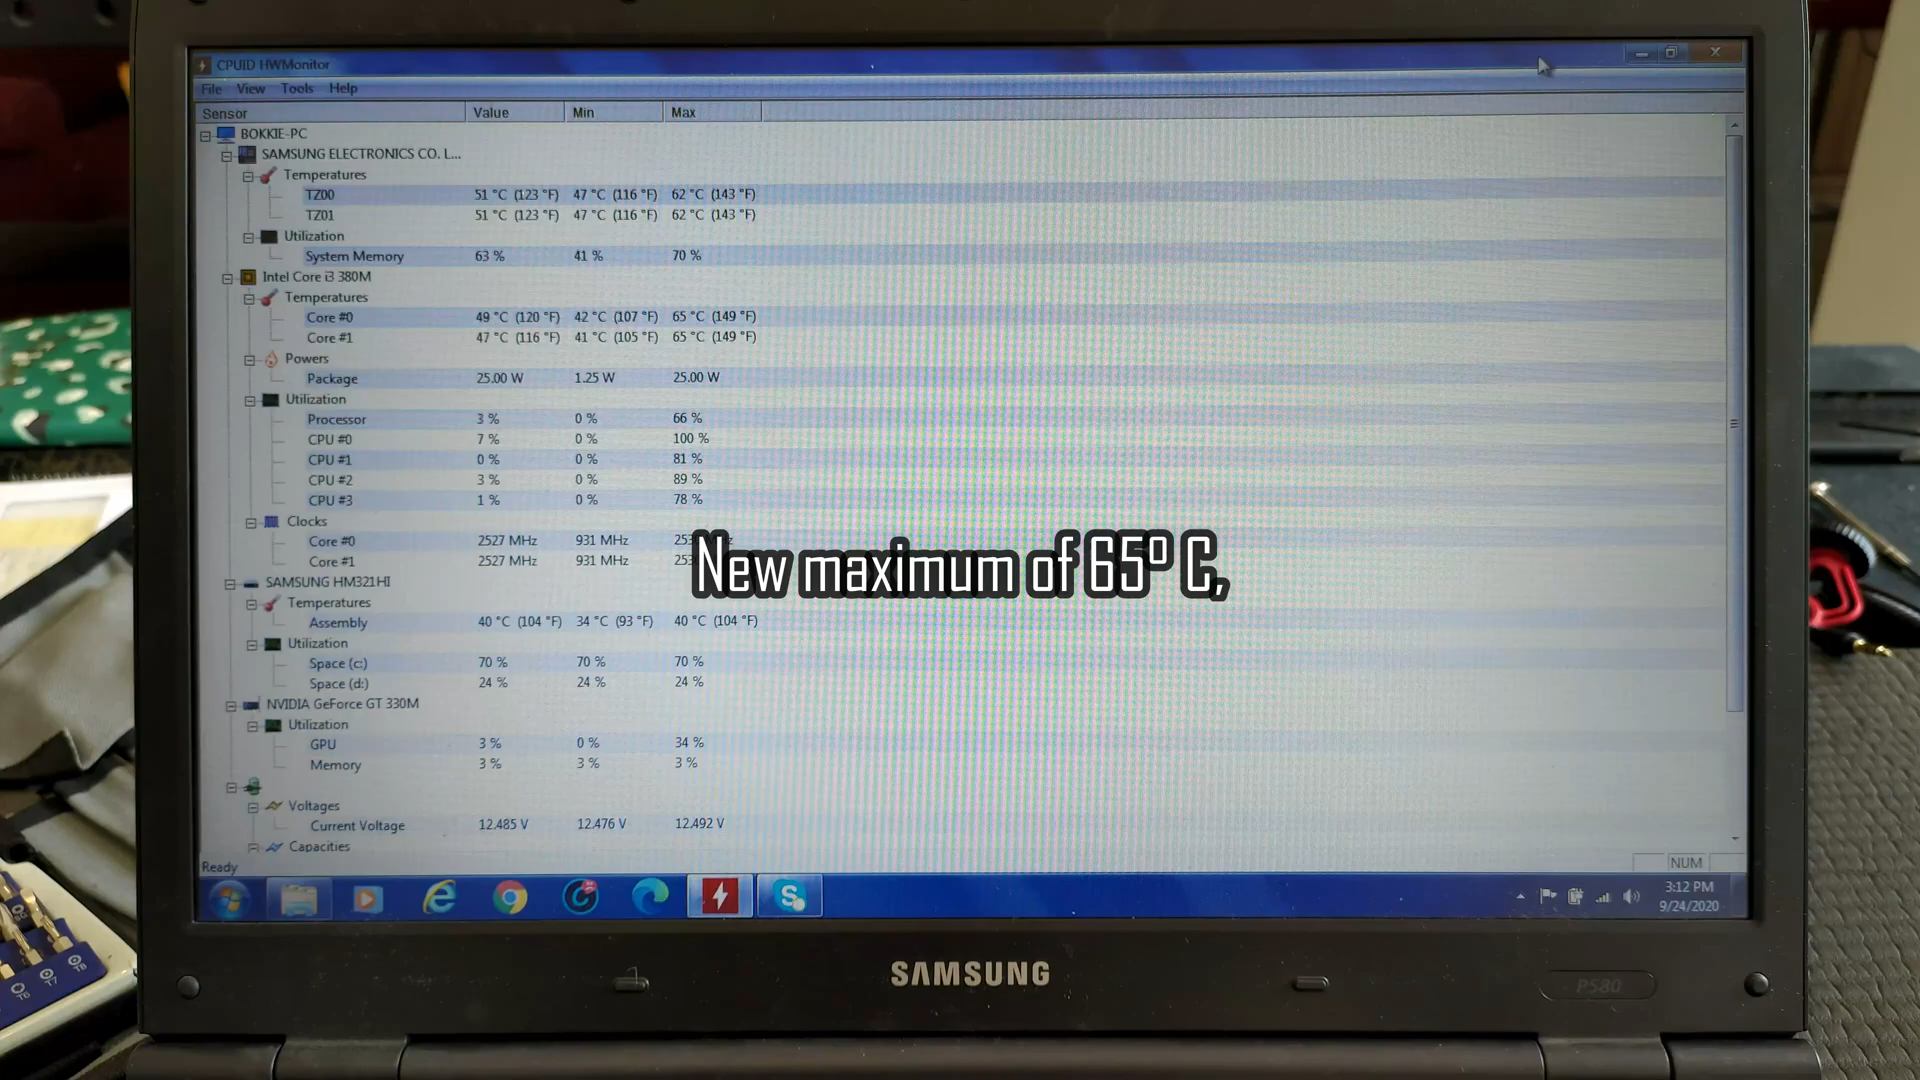 CPUID HWMonitor
File View Tools Help
Sensor Value Min Max
BOKKIE-PC
SAMSUNG ELECTRONICS CO. L...
Temperatures
TZ00 51 °C (123 °F) 47 °C (116 °F) 62 °C (143 °F)
TZ01 51 °C (123 °F) 47 °C (116 °F) 62 °C (143 °F)
Utilization
System Memory 63 % 41 % 70 %
Intel Core i3 380M
Temperatures
Core #0 49 °C (120 °F) 42 °C (107 °F) 65 °C (149 °F)
Core #1 47 °C (116 °F) 41 °C (105 °F) 65 °C (149 °F)
Powers
Package 25.00 W 1.25 W 25.00 W
Utilization
Processor 3 % 0 % 66 %
CPU #0 7 % 0 % 100 %
CPU #1 0 % 0 % 81 %
CPU #2 3 % 0 % 89 %
CPU #3 1 % 0 % 78 %
Clocks
Core #0 2527 MHz 931 MHz
Core #1 2527 MHz 931 MHz
New maximum of 65º C,
SAMSUNG HM321HI
Temperatures
Assembly 40 °C (104 °F) 34 °C (93 °F) 40 °C (104 °F)
Utilization
Space (c:) 70 % 70 % 70 %
Space (d:) 24 % 24 % 24 %
NVIDIA GeForce GT 330M
Utilization
GPU 3 % 0 % 34 %
Memory 3 % 3 % 3 %
Voltages
Current Voltage 12.485 V 12.476 V 12.492 V
Capacities
Ready NUM
3:12 PM
9/24/2020
SAMSUNG
P580
T6 T7 T8